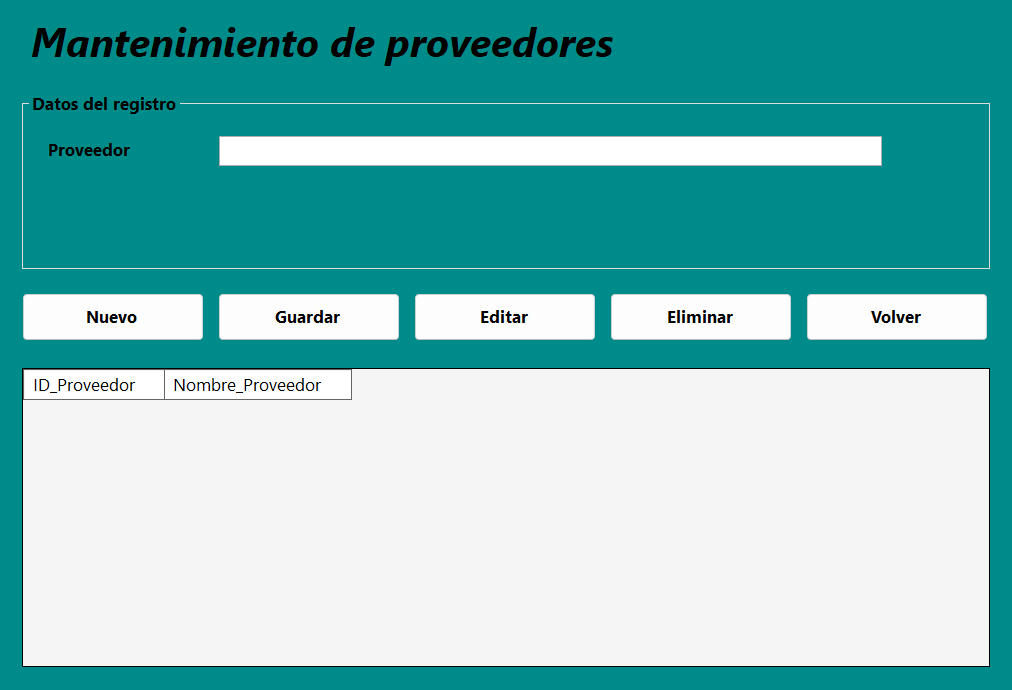 Mantenimiento de proveedores
Datos del registro
Proveedor
Nuevo Guardar Editar Eliminar Volver
ID_Proveedor Nombre_Proveedor